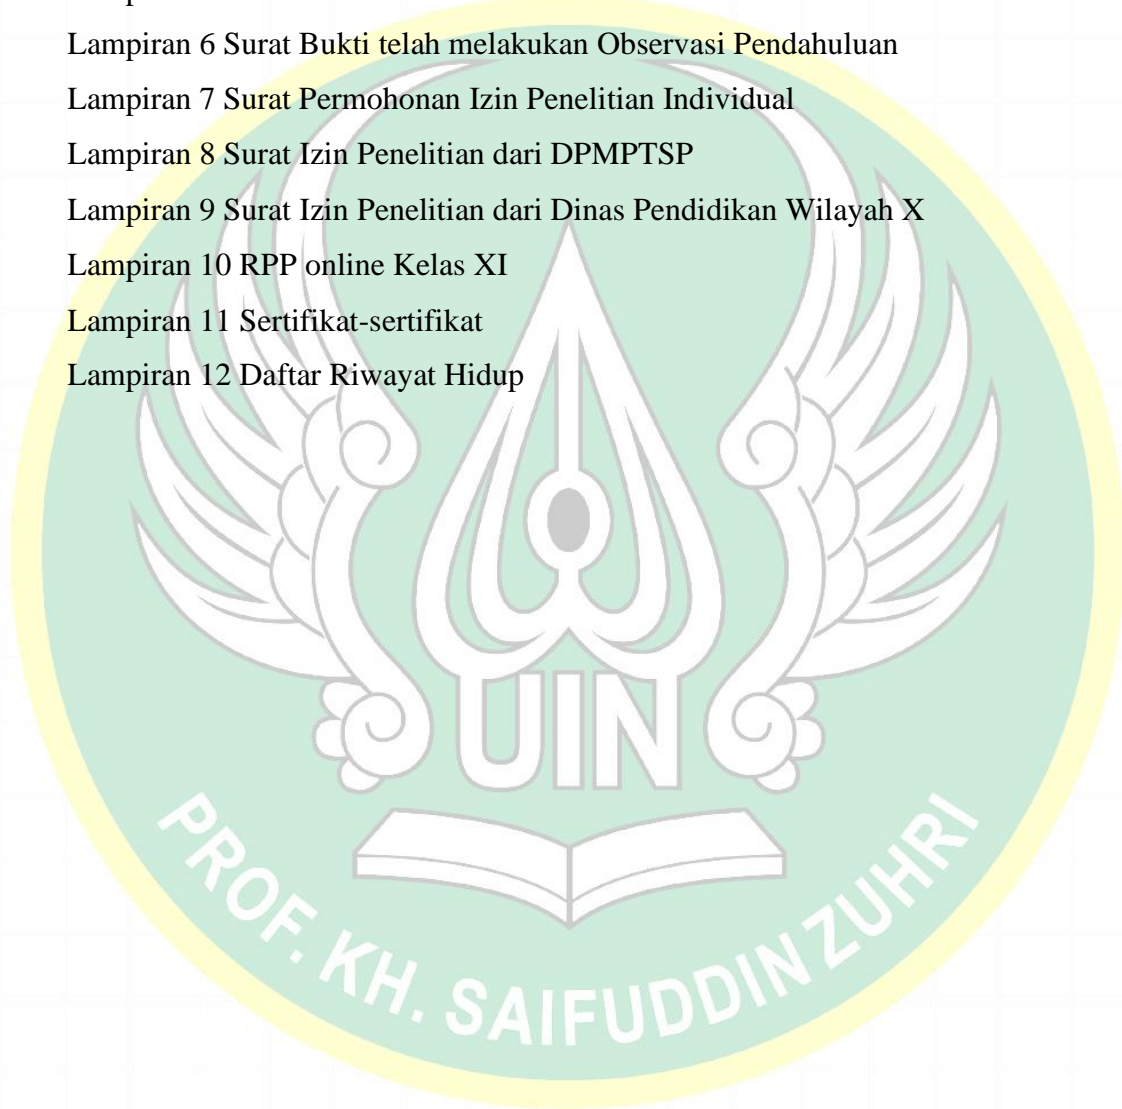 Lampiran 6 Surat Bukti telah melakukan Observasi Pendahuluan
Lampiran 7 Surat Permohonan Izin Penelitian Individual
Lampiran 8 Surat Izin Penelitian dari DPMPTSP
Lampiran 9 Surat Izin Penelitian dari Dinas Pendidikan Wilayah X
Lampiran 10 RPP online Kelas XI
Lampiran 11 Sertifikat-sertifikat
Lampiran 12 Daftar Riwayat Hidup
UIN
PROF. KH. SAIFUDDIN ZUHRI